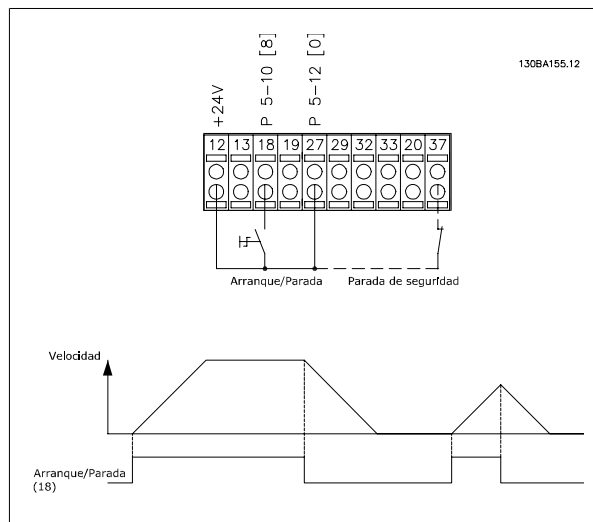 130BA155.12
+24V
P 5-10 [8]
P 5-12 [0]
12 13 18 19 27 29 32 33 20 37
Arranque/Parada
Parada de seguridad
Velocidad
Arranque/Parada
(18)